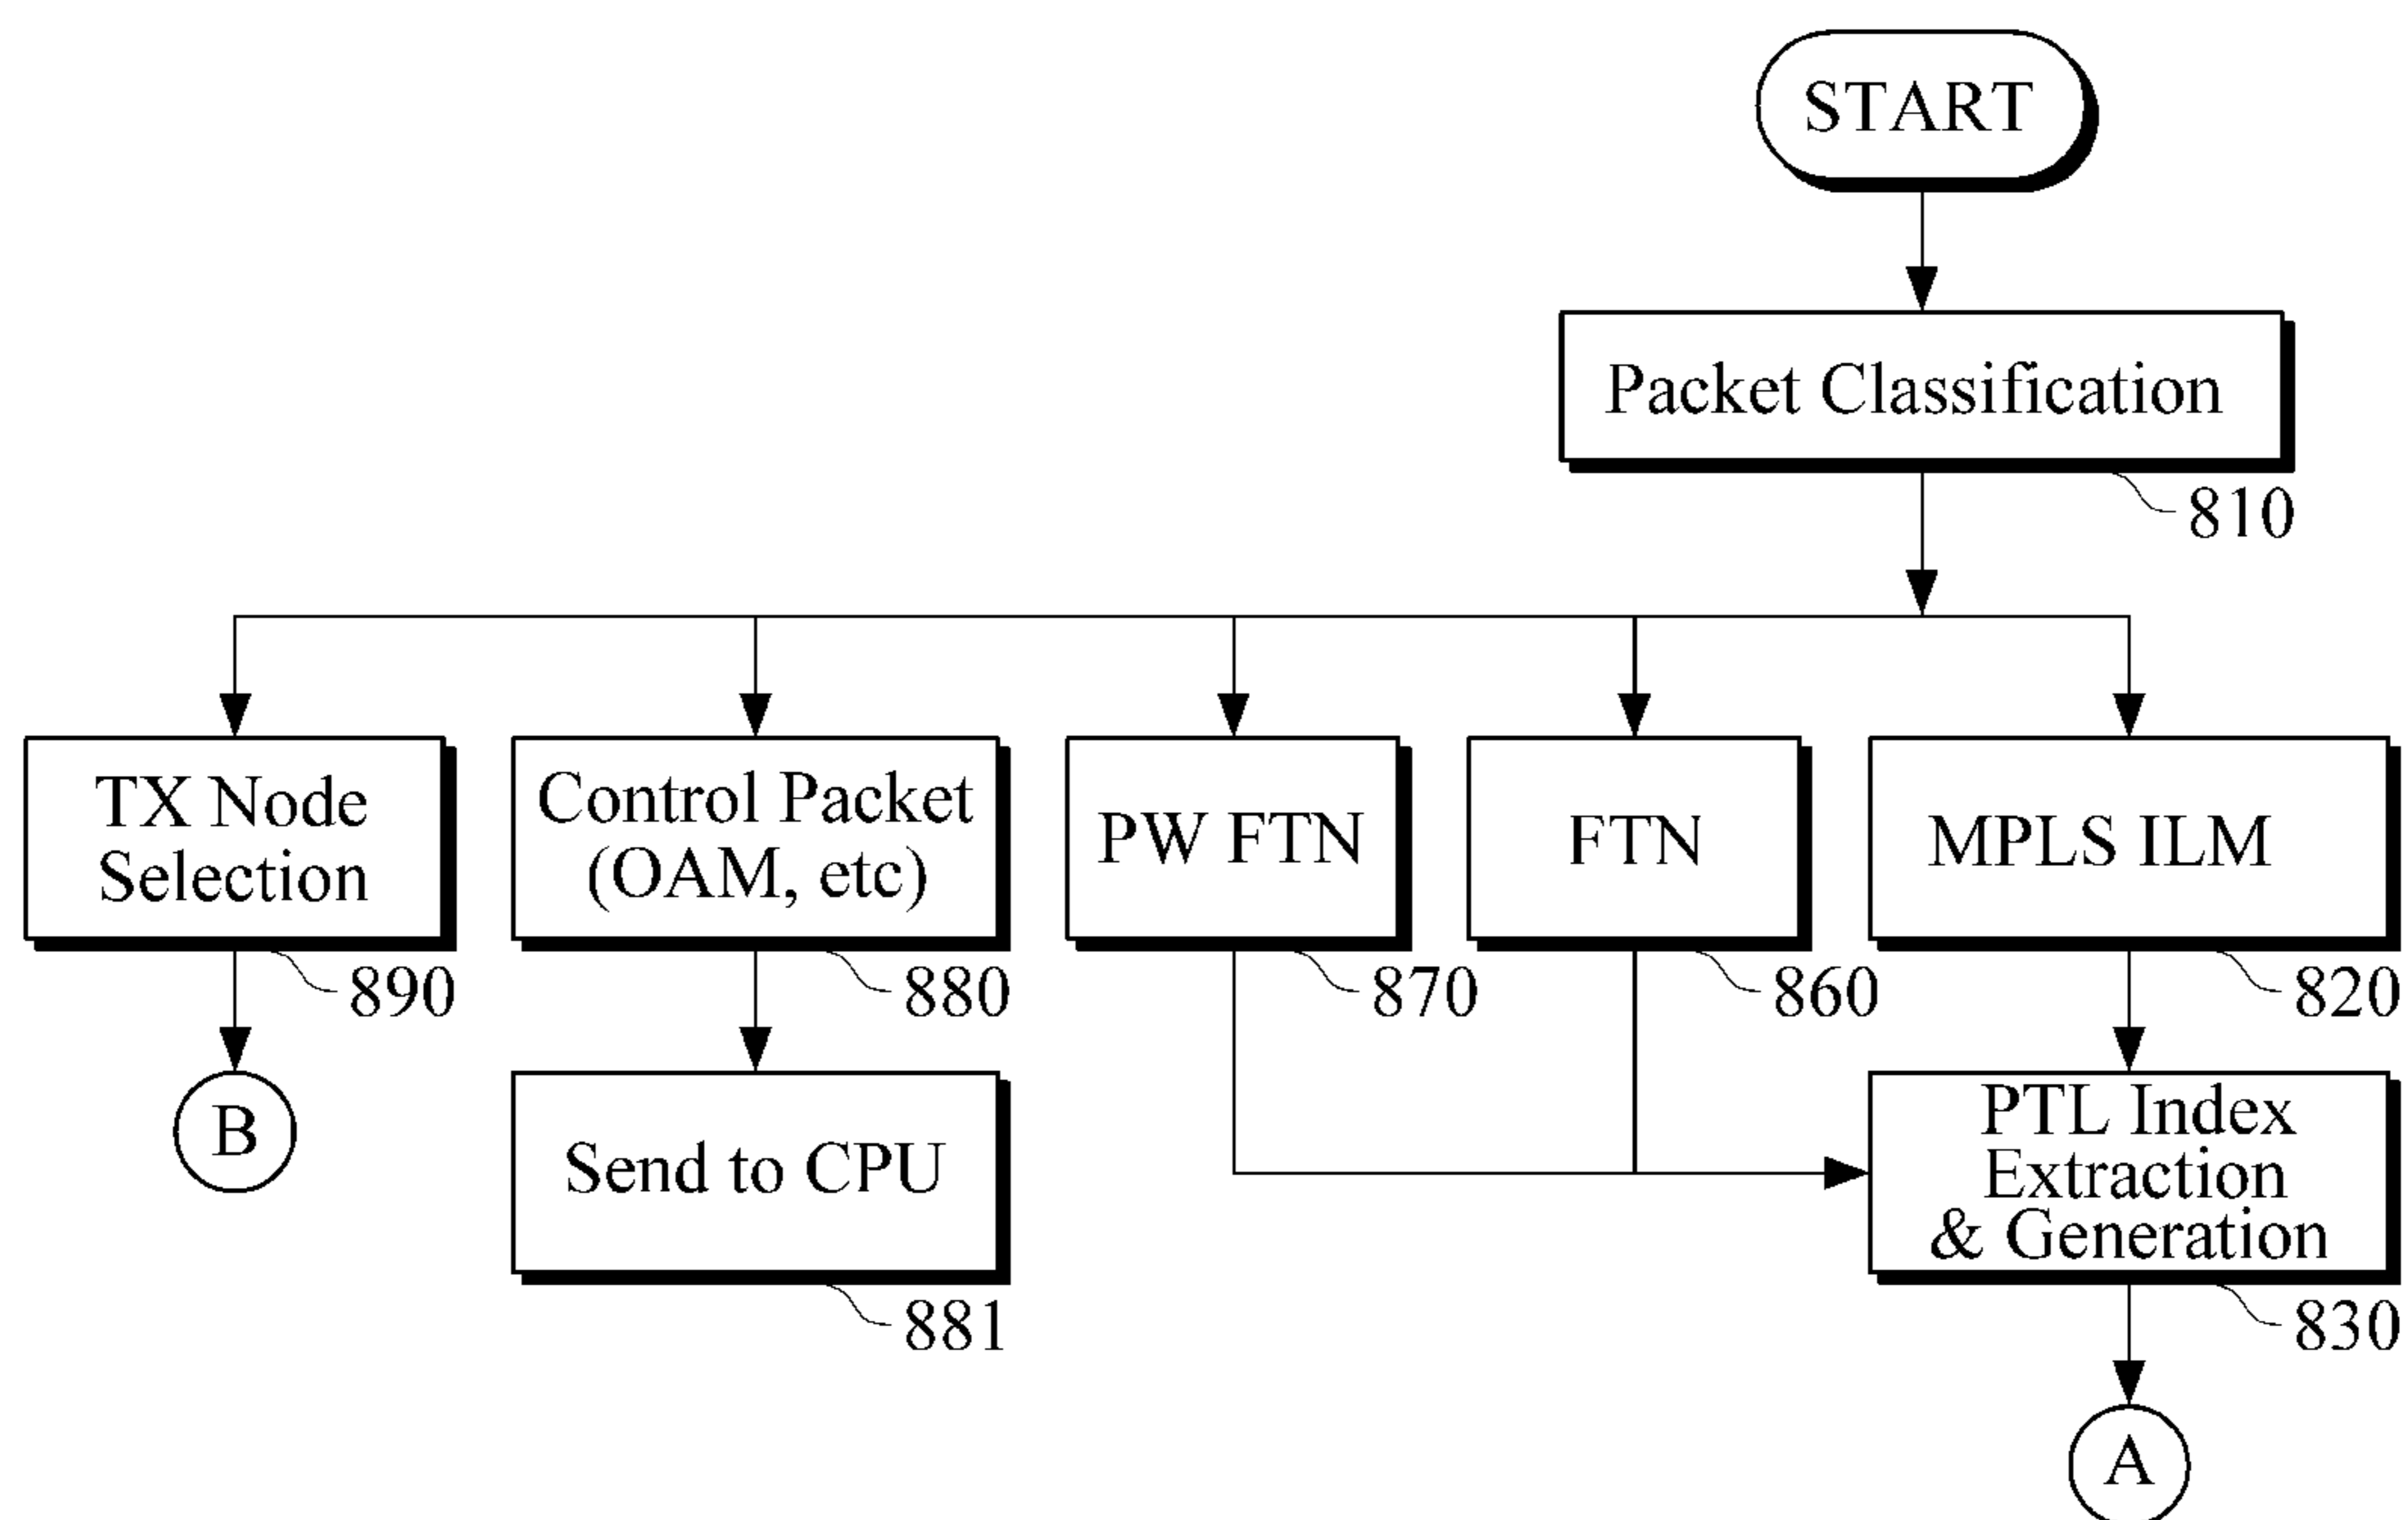 START
Packet Classification
810
TX Node
Selection
890
Control Packet
(OAM, etc)
880
PW FTN
870
FTN
860
MPLS ILM
820
B
Send to CPU
881
PTL Index
Extraction
& Generation
830
A